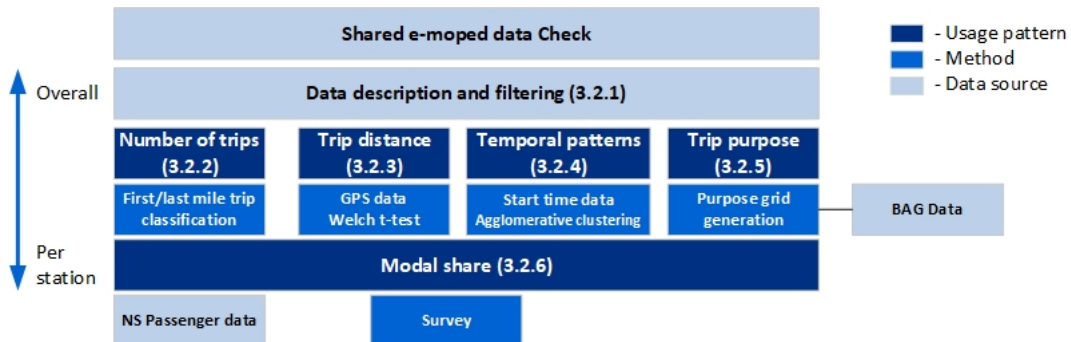 Shared e-moped data Check
- Usage pattern
- Method
- Data source
Overall
Data description and filtering (3.2.1)
Number of trips
(3.2.2)
Trip distance
(3.2.3)
Temporal patterns
(3.2.4)
Trip purpose
(3.2.5)
First/last mile trip
classification
GPS data
Welch t-test
Start time data
Agglomerative clustering
Purpose grid
generation
BAG Data
Per
station
Modal share (3.2.6)
NS Passenger data
Survey